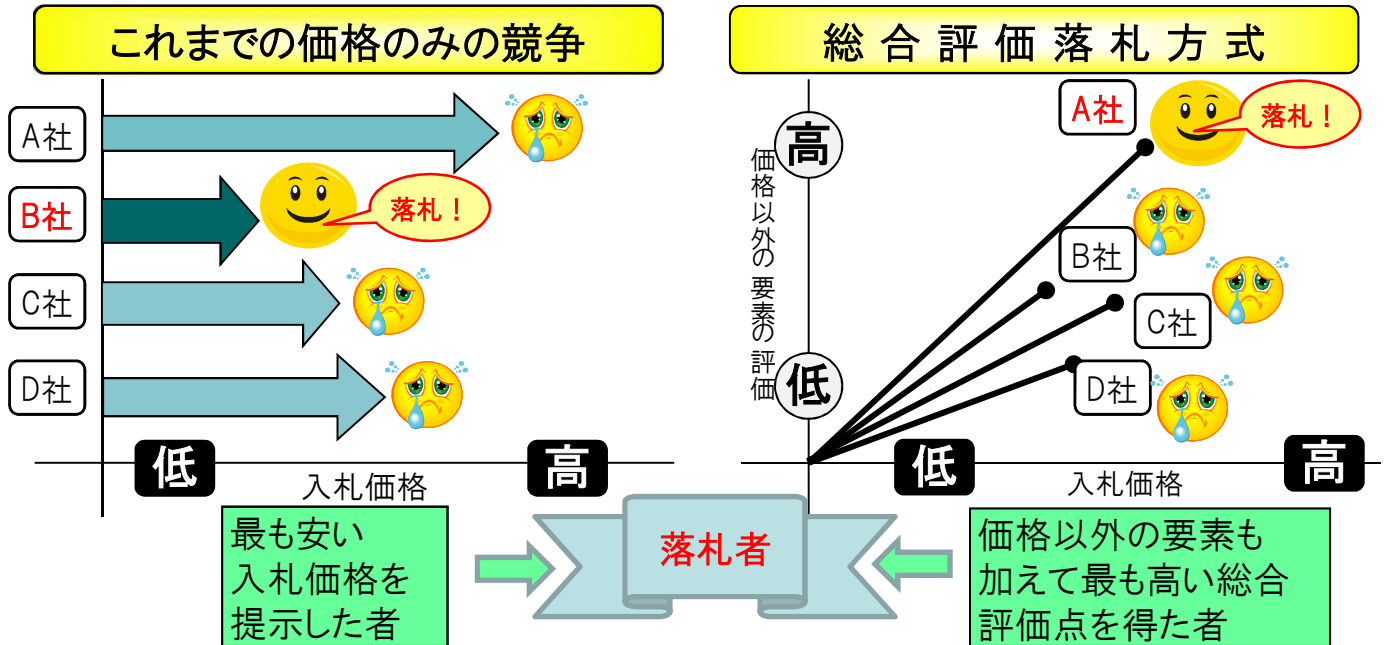 これまでの価格のみの競争
A社
B社
落札！
C社
D社
低
高
入札価格
最も安い
入札価格を
提示した者
総合評価落札方式
A社
落札！
高
価格以外の要素の評価
B社
C社
低
D社
低
高
入札価格
落札者
価格以外の要素も
加えて最も高い総合
評価点を得た者